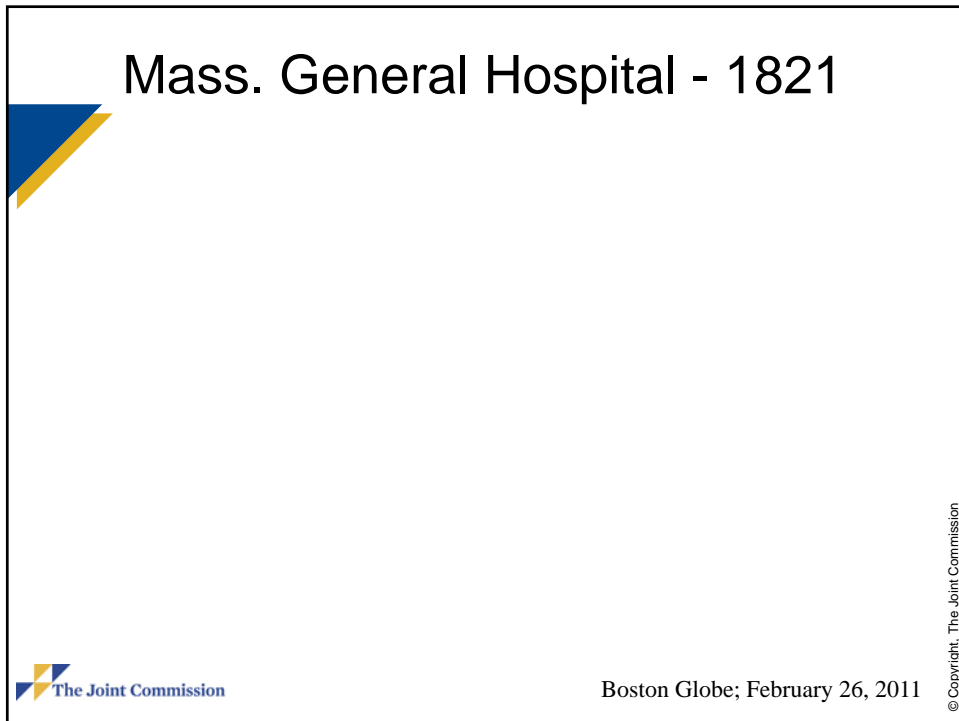 Mass. General Hospital - 1821
The Joint Commission
Boston Globe; February 26, 2011
© Copyright, The Joint Commission